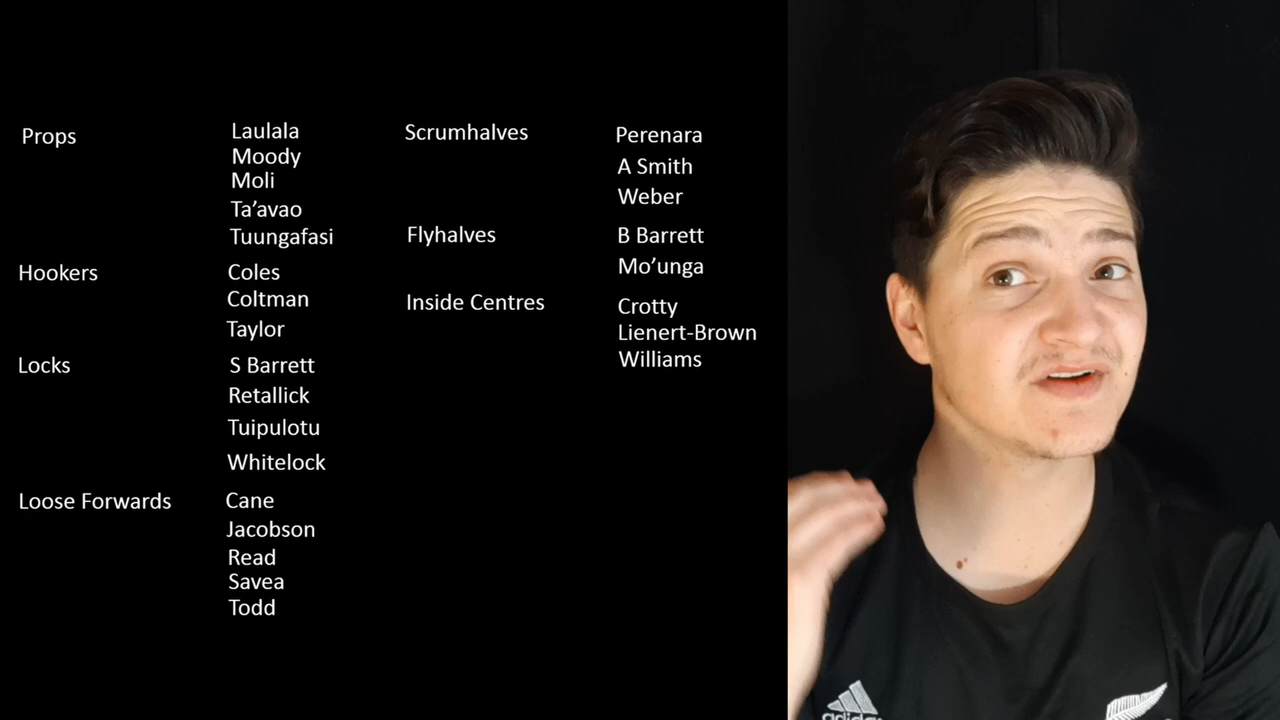 Props
Laulala
Moody
Moli
Ta'avao
Tuungafasi
Hookers
Coles
Coltman
Taylor
Locks
S Barrett
Retallick
Tuipulotu
Whitelock
Loose Forwards
Cane
Jacobson
Read
Savea
Todd
Scrumhalves
Perenara
A Smith
Weber
Flyhalves
B Barrett
Mo'unga
Inside Centres
Crotty
Lienert-Brown
Williams
adidas